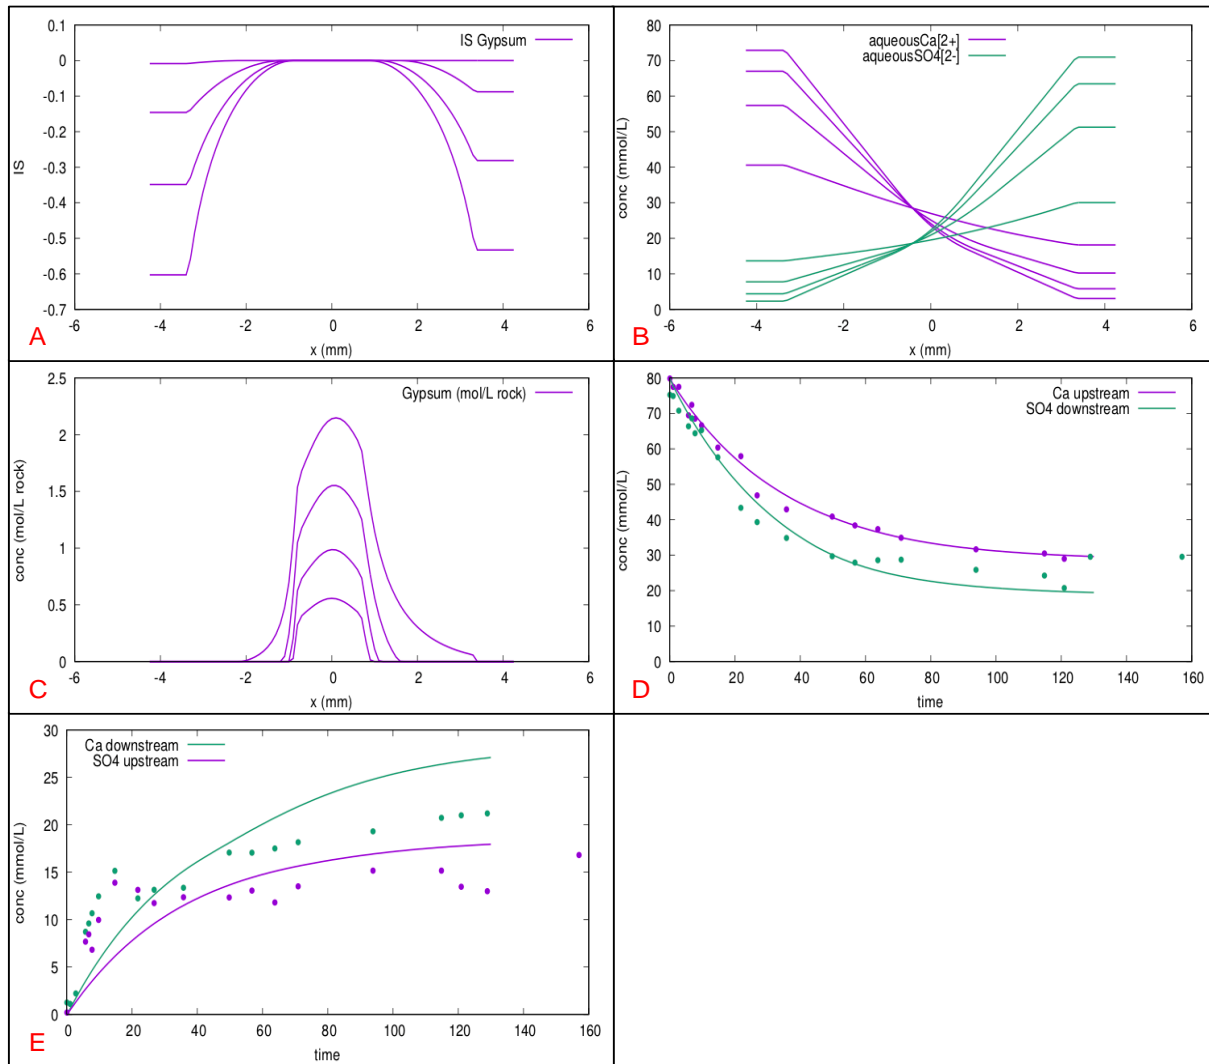 0.1
0
-0.1
-0.2
-0.3
-0.4
-0.5
-0.6
-0.7
IS
IS Gypsum
-6 -4 -2 0 2 4 6
x (mm)
A
80
70
60
50
40
30
20
10
0
conc (mmol/L)
aqueousCa[2+]
aqueousSO4[2-]
-6 -4 -2 0 2 4 6
x (mm)
B
2.5
2
1.5
1
0.5
0
conc (mol/L rock)
Gypsum (mol/L rock)
-6 -4 -2 0 2 4 6
x (mm)
C
80
70
60
50
40
30
20
10
0
conc (mmol/L)
Ca upstream
SO4 downstream
0 20 40 60 80 100 120 140 160
time
D
30
25
20
15
10
5
0
conc (mmol/L)
Ca downstream
SO4 upstream
0 20 40 60 80 100 120 140 160
time
E